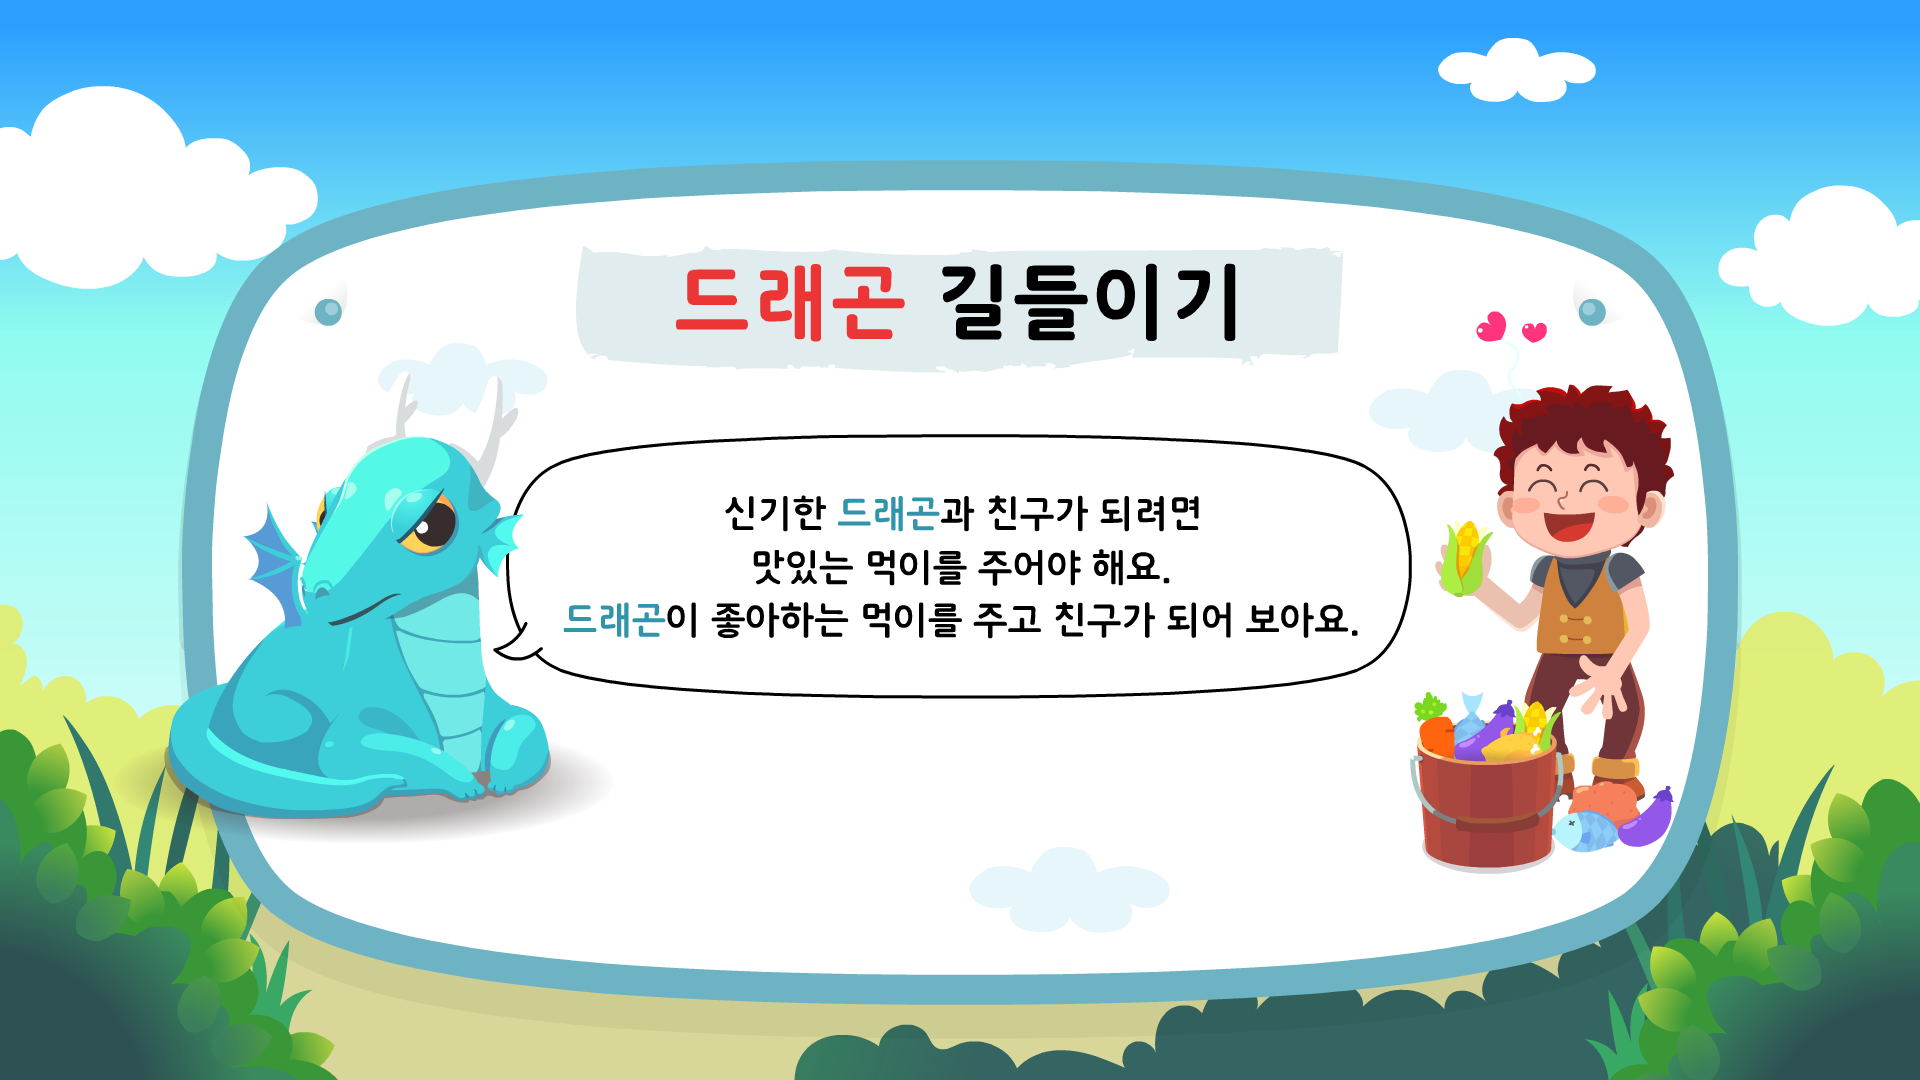 드래곤 길들이기
신기한 드래곤과 친구가 되려면
맛있는 먹이를 주어야 해요.
드래곤이 좋아하는 먹이를 주고 친구가 되어 보아요.